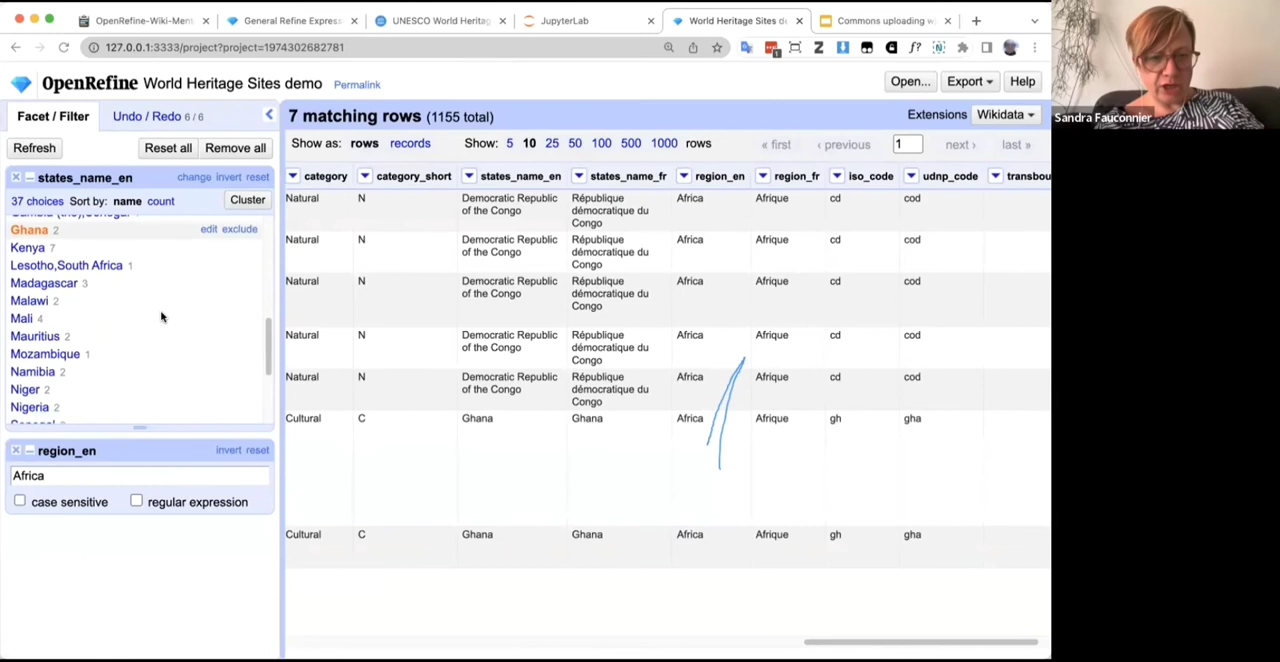 OpenRefine-Wiki-Ment
General Refine Express
UNESCO World Heritag
JupyterLab
World Heritage Sites de
Commons uploading w
127.0.0.1:3333/project?project=1974302682781
OpenRefine World Heritage Sites demo Permalink
Open... Export Help
Facet / Filter Undo / Redo 6 / 6
7 matching rows (1155 total)
Extensions Wikidata
Refresh Reset all Remove all
Show as: rows records Show: 5 10 25 50 100 500 1000 rows
« first ‹ previous 1 next › last »
states_name_en change invert reset
37 choices Sort by: name count Cluster
Ghana 2 edit exclude
Kenya 7
Lesotho,South Africa 1
Madagascar 3
Malawi 2
Mali 4
Mauritius 2
Mozambique 1
Namibia 2
Niger 2
Nigeria 2
region_en invert reset
Africa
case sensitive regular expression
category category_short states_name_en states_name_fr region_en region_fr iso_code udnp_code transbou
Natural N Democratic Republic of the Congo République démocratique du Congo Africa Afrique cd cod
Natural N Democratic Republic of the Congo République démocratique du Congo Africa Afrique cd cod
Natural N Democratic Republic of the Congo République démocratique du Congo Africa Afrique cd cod
Natural N Democratic Republic of the Congo République démocratique du Congo Africa Afrique cd cod
Natural N Democratic Republic of the Congo République démocratique du Congo Africa Afrique cd cod
Cultural C Ghana Ghana Africa Afrique gh gha
Cultural C Ghana Ghana Africa Afrique gh gha
Sandra Fauconnier